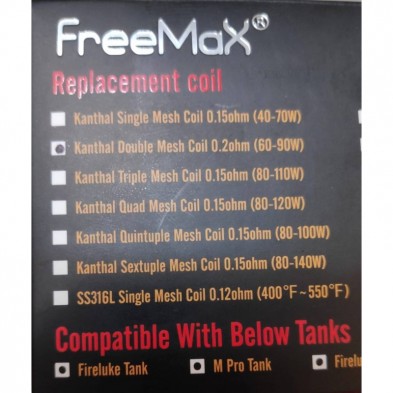 FreeMaX®
Replacement coil
Kanthal Single Mesh Coil 0.15ohm (40-70W)
Kanthal Double Mesh Coil 0.2ohm (60-90W)
Kanthal Triple Mesh Coil 0.15ohm (80-110W)
Kanthal Quad Mesh Coil 0.15ohm (80-120W)
Kanthal Quintuple Mesh Coil 0.15ohm (80-100W)
Kanthal Sextuple Mesh Coil 0.15ohm (80-140W)
SS316L Single Mesh Coil 0.12ohm (400°F~550°F)
Compatible With Below Tanks
Fireluke Tank M Pro Tank